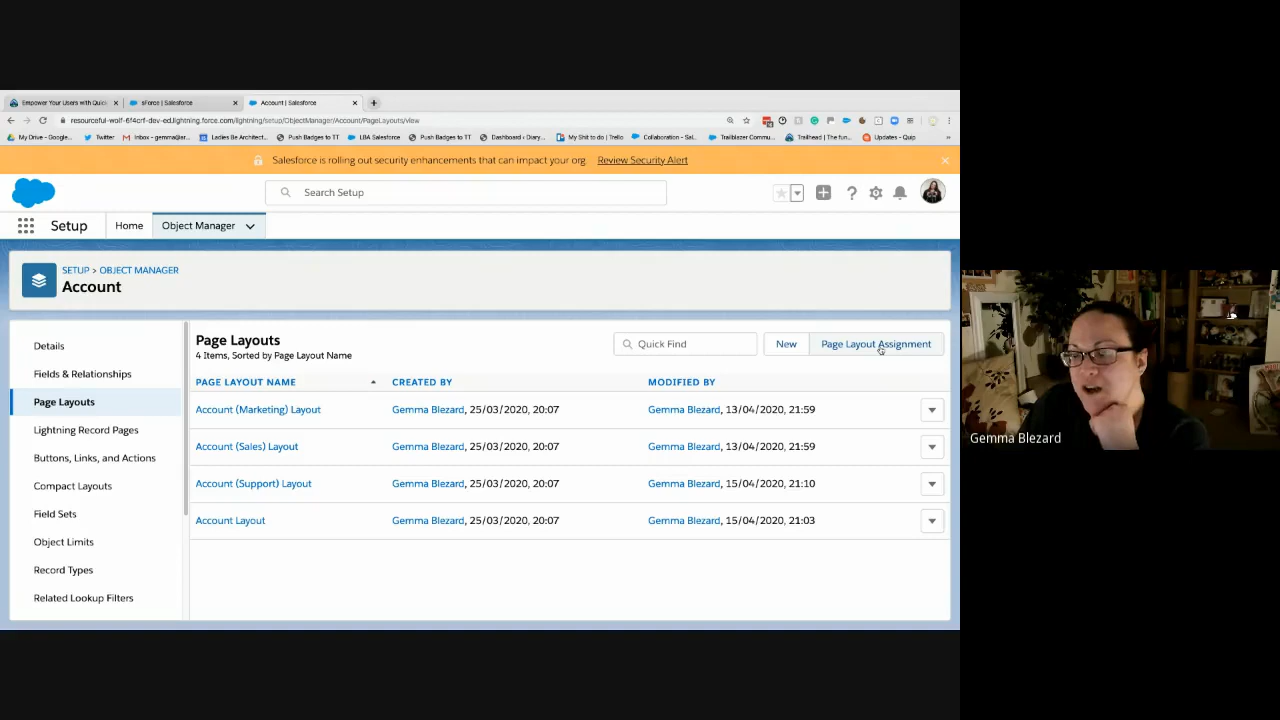 Empower Your Users with Quick
sForce | Salesforce
Account | Salesforce
resourceful-wolf-6f4crf-dev-ed.lightning.force.com/lightning/setup/ObjectManager/Account/PageLayouts/view
My Drive - Google...
Twitter
Inbox - gemma@ar...
Ladies Be Architect...
Push Badges to TT
LBA Salesforce
Push Badges to TT
Dashboard ‹ Diary...
My Shit to do | Trello
Collaboration - Sal...
Trailblazer Commu...
Trailhead | The fun...
Updates - Quip
Salesforce is rolling out security enhancements that can impact your org. Review Security Alert
Search Setup
Setup
Home
Object Manager
SETUP > OBJECT MANAGER
Account
Details
Fields & Relationships
Page Layouts
Lightning Record Pages
Buttons, Links, and Actions
Compact Layouts
Field Sets
Object Limits
Record Types
Related Lookup Filters
Page Layouts
4 Items, Sorted by Page Layout Name
Quick Find
New
Page Layout Assignment
PAGE LAYOUT NAME CREATED BY MODIFIED BY
Account (Marketing) Layout Gemma Blezard, 25/03/2020, 20:07 Gemma Blezard, 13/04/2020, 21:59
Account (Sales) Layout Gemma Blezard, 25/03/2020, 20:07 Gemma Blezard, 13/04/2020, 21:59
Account (Support) Layout Gemma Blezard, 25/03/2020, 20:07 Gemma Blezard, 15/04/2020, 21:10
Account Layout Gemma Blezard, 25/03/2020, 20:07 Gemma Blezard, 15/04/2020, 21:03
Gemma Blezard